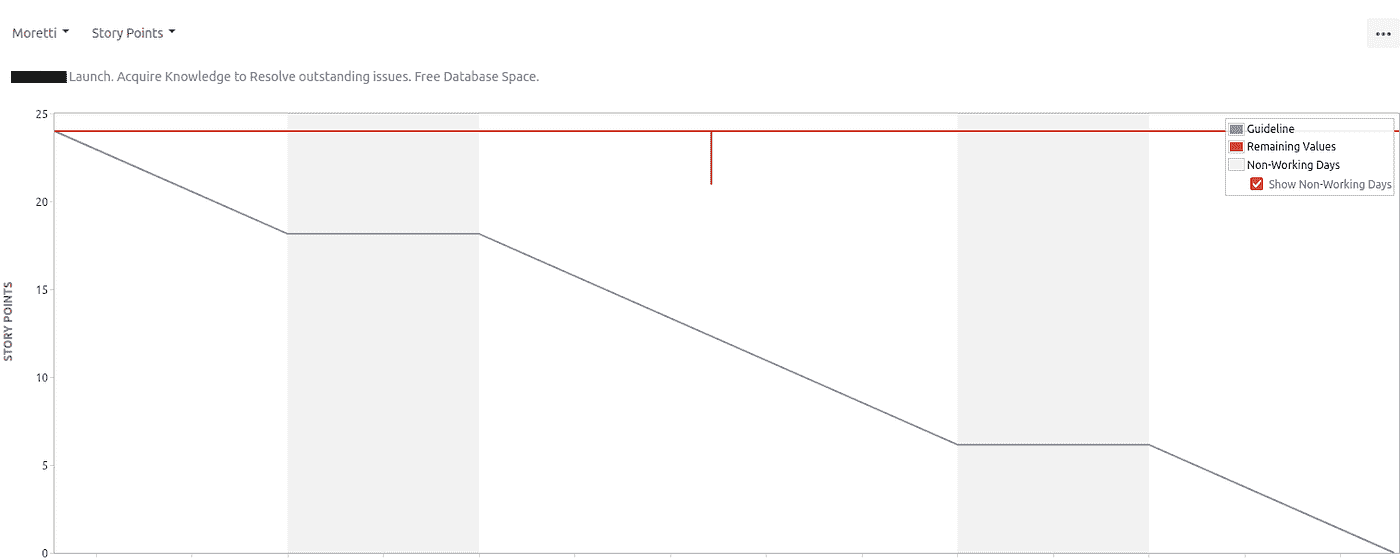 Moretti Story Points
Launch. Acquire Knowledge to Resolve outstanding issues. Free Database Space.
25
20
15
10
5
0
STORY POINTS
Guideline
Remaining Values
Non-Working Days
Show Non-Working Days